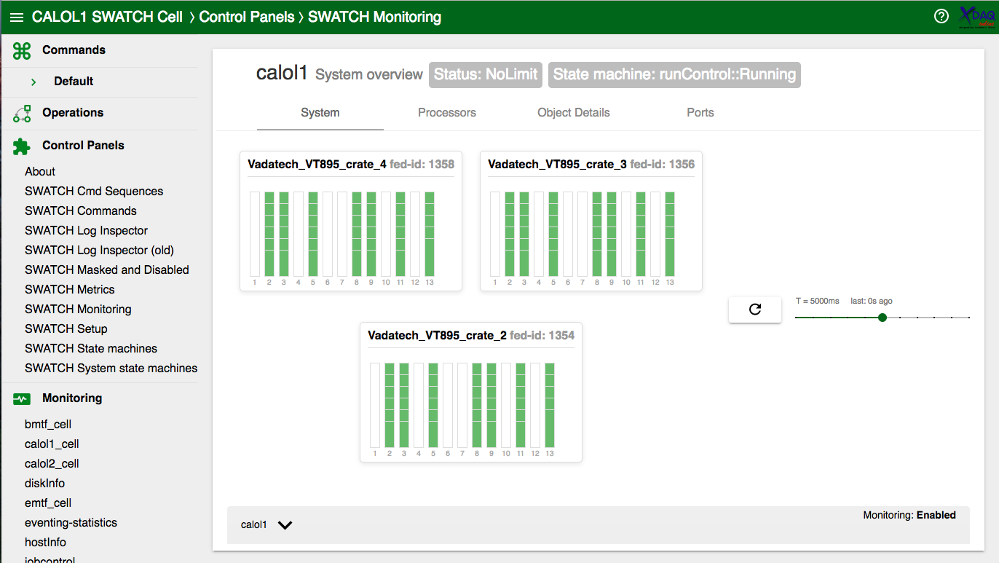 CALOL1 SWATCH Cell › Control Panels › SWATCH Monitoring
XDAQ
Commands
Default
Operations
Control Panels
About
SWATCH Cmd Sequences
SWATCH Commands
SWATCH Log Inspector
SWATCH Log Inspector (old)
SWATCH Masked and Disabled
SWATCH Metrics
SWATCH Monitoring
SWATCH Setup
SWATCH State machines
SWATCH System state machines
Monitoring
bmtf_cell
calol1_cell
calol2_cell
diskInfo
emtf_cell
eventing-statistics
hostInfo
jobcontrol
calol1 System overview Status: NoLimit State machine: runControl::Running
System Processors Object Details Ports
Vadatech_VT895_crate_4 fed-id: 1358
1 2 3 4 5 6 7 8 9 10 11 12 13
Vadatech_VT895_crate_3 fed-id: 1356
1 2 3 4 5 6 7 8 9 10 11 12 13
T = 5000ms last: 0s ago
Vadatech_VT895_crate_2 fed-id: 1354
1 2 3 4 5 6 7 8 9 10 11 12 13
calol1
Monitoring: Enabled